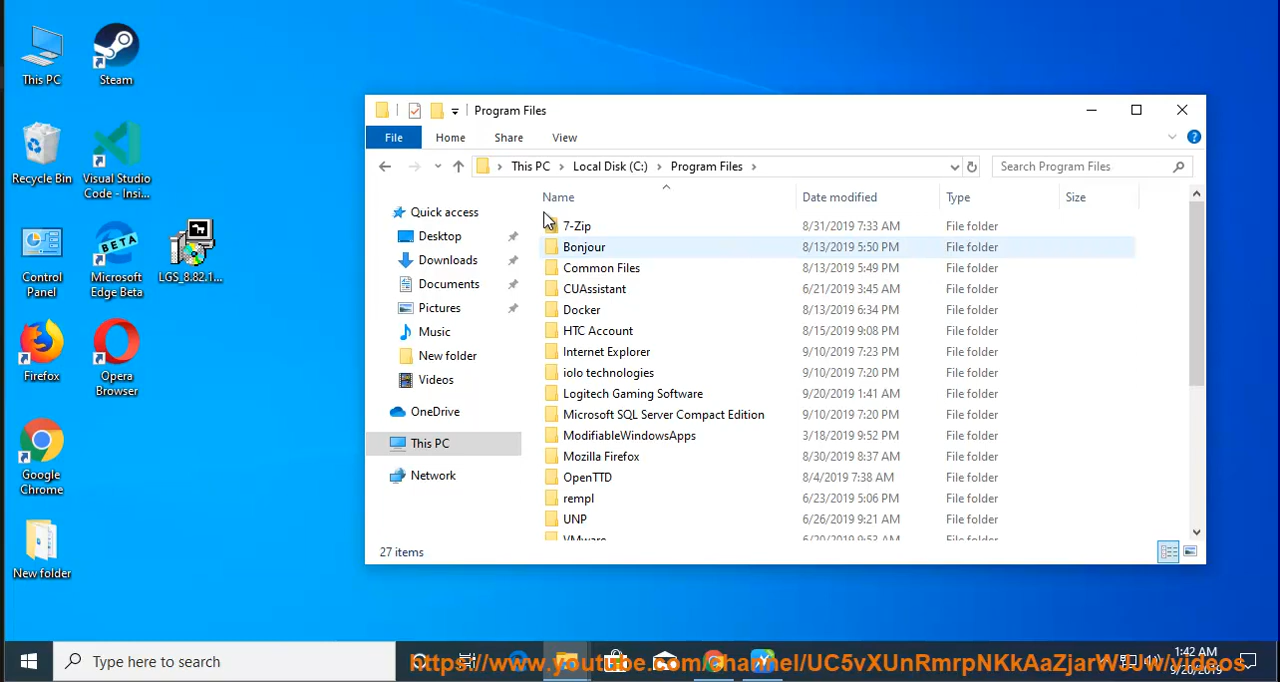 This PC
Steam
Recycle Bin
Visual Studio
Code - Insi...
Control
Panel
BETA
Microsoft
Edge Beta
LGS_8.82.1...
Firefox
Opera
Browser
Google
Chrome
New folder
Program Files
File
Home
Share
View
This PC
Local Disk (C:)
Program Files
Search Program Files
Name
Date modified
Type
Size
Quick access
Desktop
Downloads
Documents
Pictures
Music
New folder
Videos
OneDrive
This PC
Network
7-Zip 8/31/2019 7:33 AM File folder
Bonjour 8/13/2019 5:50 PM File folder
Common Files 8/13/2019 5:49 PM File folder
CUAssistant 6/21/2019 3:45 AM File folder
Docker 8/13/2019 6:34 PM File folder
HTC Account 8/15/2019 9:08 PM File folder
Internet Explorer 9/10/2019 7:23 PM File folder
iolo technologies 9/10/2019 7:20 PM File folder
Logitech Gaming Software 9/20/2019 1:41 AM File folder
Microsoft SQL Server Compact Edition 9/10/2019 7:20 PM File folder
ModifiableWindowsApps 3/18/2019 9:52 PM File folder
Mozilla Firefox 8/30/2019 8:37 AM File folder
OpenTTD 8/4/2019 7:38 AM File folder
rempl 6/23/2019 5:06 PM File folder
UNP 6/26/2019 9:21 AM File folder
VMware 6/20/2019 9:53 AM File folder
27 items
Type here to search
https://www.youtube.com/channel/UC5vXUnRmrpNKkAaZjarW5Jw/videos
1:42 AM
9/20/2019